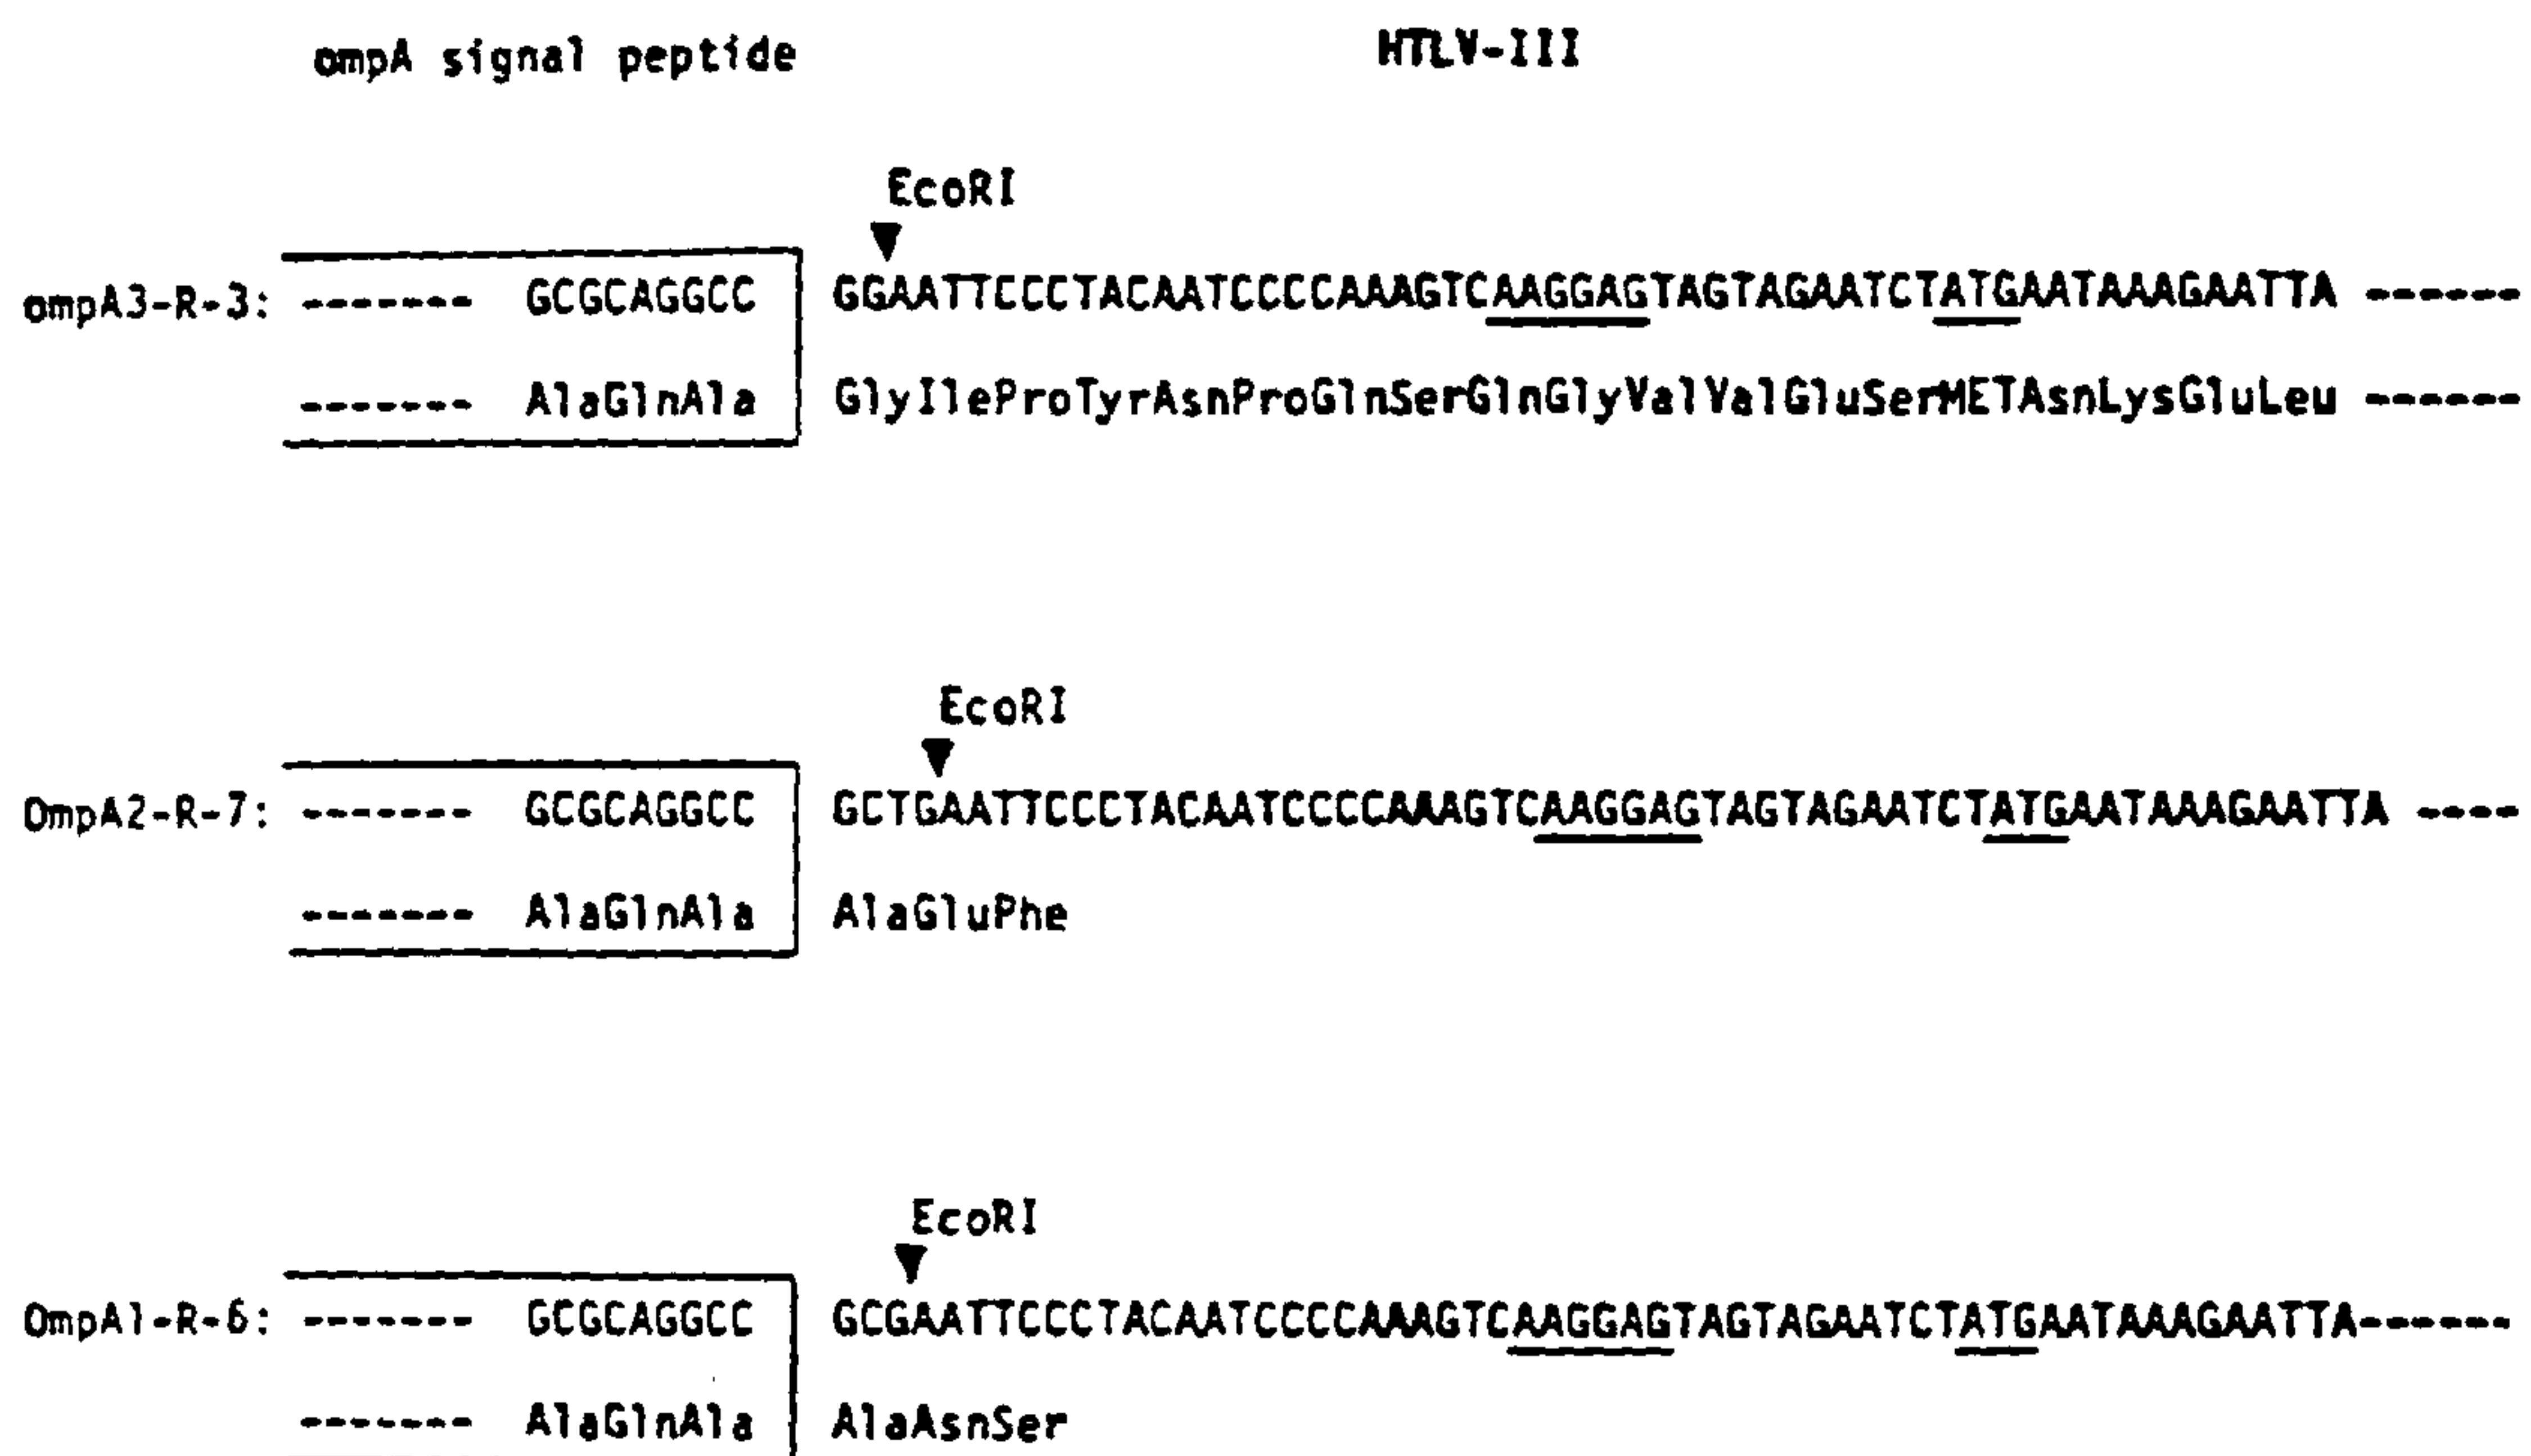 ompA signal peptide HTLV-III
EcoRI
ompA3-R-3: ------- GCGCAGGCC GGAATTCCCTACAATCCCCAAAGTCAAGGAGTAGTAGAATCTATGAATAAAGAATTA ------
------- AlaGlnAla GlyIleProTyrAsnProGlnSerGlnGlyValValGluSerMETAsnLysGluLeu ------
EcoRI
OmpA2-R-7: ------- GCGCAGGCC GCTGAATTCCCTACAATCCCCAAAGTCAAGGAGTAGTAGAATCTATGAATAAAGAATTA ----
------- AlaGlnAla AlaGluPhe
EcoRI
OmpA1-R-6: ------- GCGCAGGCC GCGAATTCCCTACAATCCCCAAAGTCAAGGAGTAGTAGAATCTATGAATAAAGAATTA------
------- AlaGlnAla AlaAsnSer